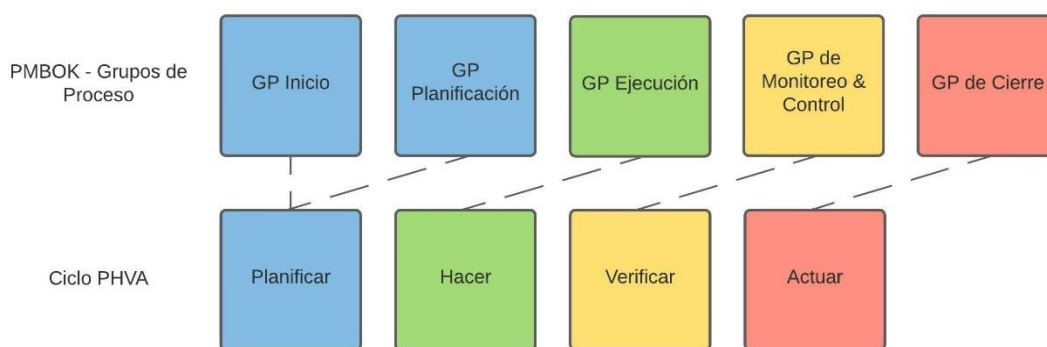 PMBOK - Grupos de
Proceso
GP Inicio
GP
Planificación
GP Ejecución
GP de
Monitoreo &
Control
GP de Cierre
Ciclo PHVA
Planificar
Hacer
Verificar
Actuar